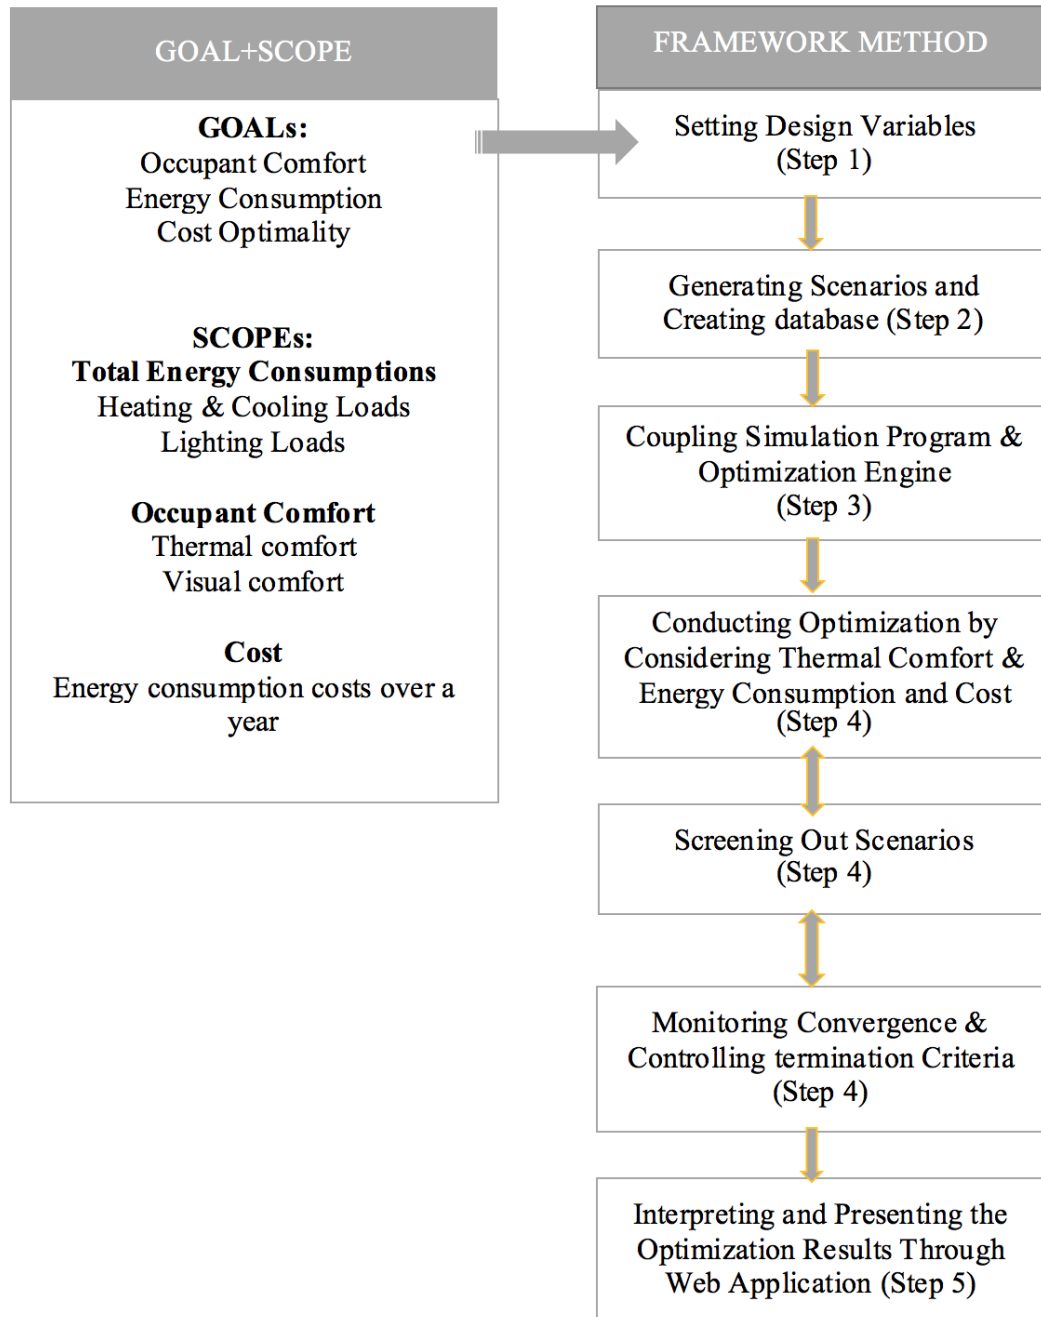 GOAL+SCOPE
GOALs:
Occupant Comfort
Energy Consumption
Cost Optimality
SCOPEs:
Total Energy Consumptions
Heating & Cooling Loads
Lighting Loads
Occupant Comfort
Thermal comfort
Visual comfort
Cost
Energy consumption costs over a
year
FRAMEWORK METHOD
Setting Design Variables
(Step 1)
Generating Scenarios and
Creating database (Step 2)
Coupling Simulation Program &
Optimization Engine
(Step 3)
Conducting Optimization by
Considering Thermal Comfort &
Energy Consumption and Cost
(Step 4)
Screening Out Scenarios
(Step 4)
Monitoring Convergence &
Controlling termination Criteria
(Step 4)
Interpreting and Presenting the
Optimization Results Through
Web Application (Step 5)